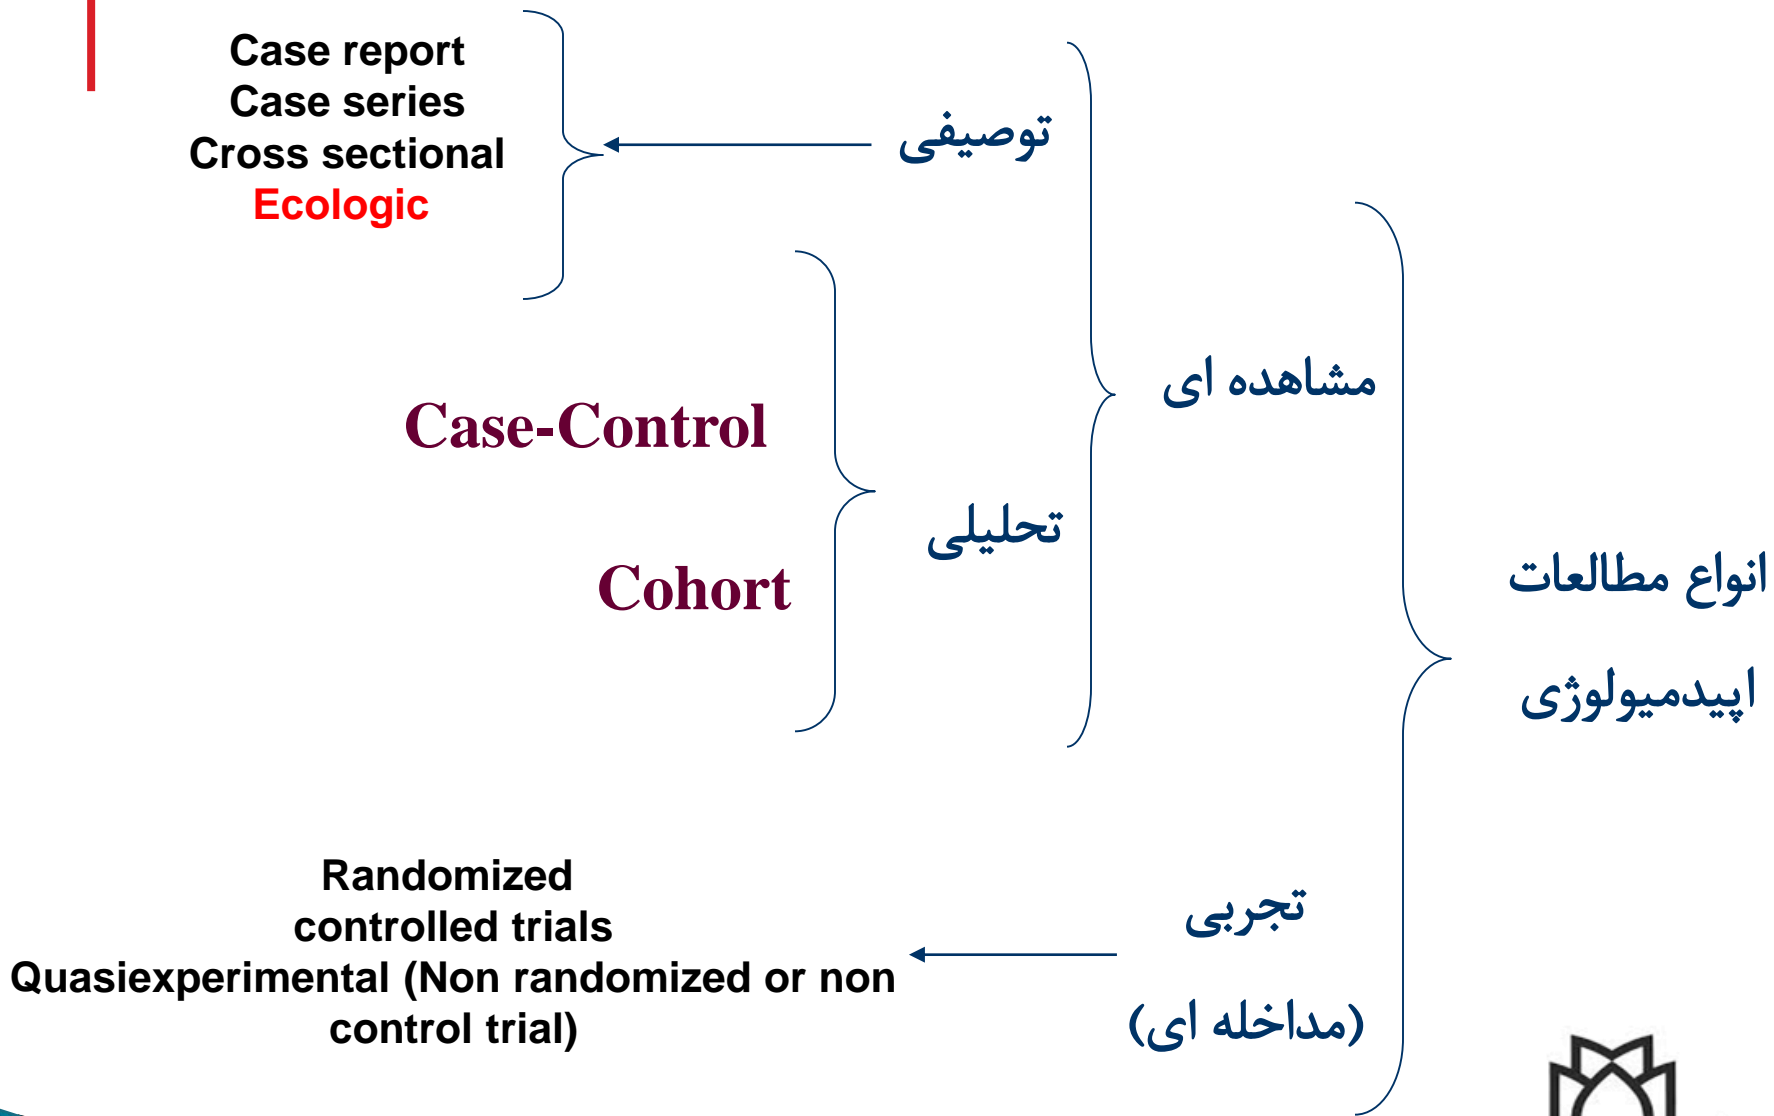 انواع مطالعات
اپیدمیولوژی
مشاهده ای
توصیفی
Case report
Case series
Cross sectional
Ecologic
تحلیلی
Case-Control
Cohort
تجربی
(مداخله ای)
Randomized
controlled trials
Quasiexperimental (Non randomized or non
control trial)